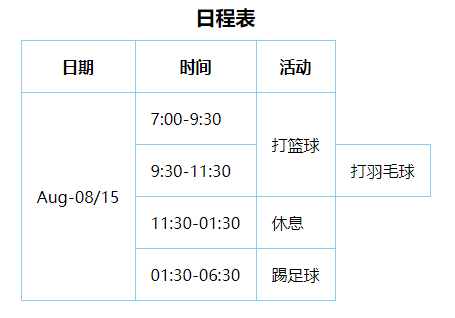 日程表
日期 时间 活动
Aug-08/15 7:00-9:30 打篮球
9:30-11:30 打羽毛球
11:30-01:30 休息
01:30-06:30 踢足球